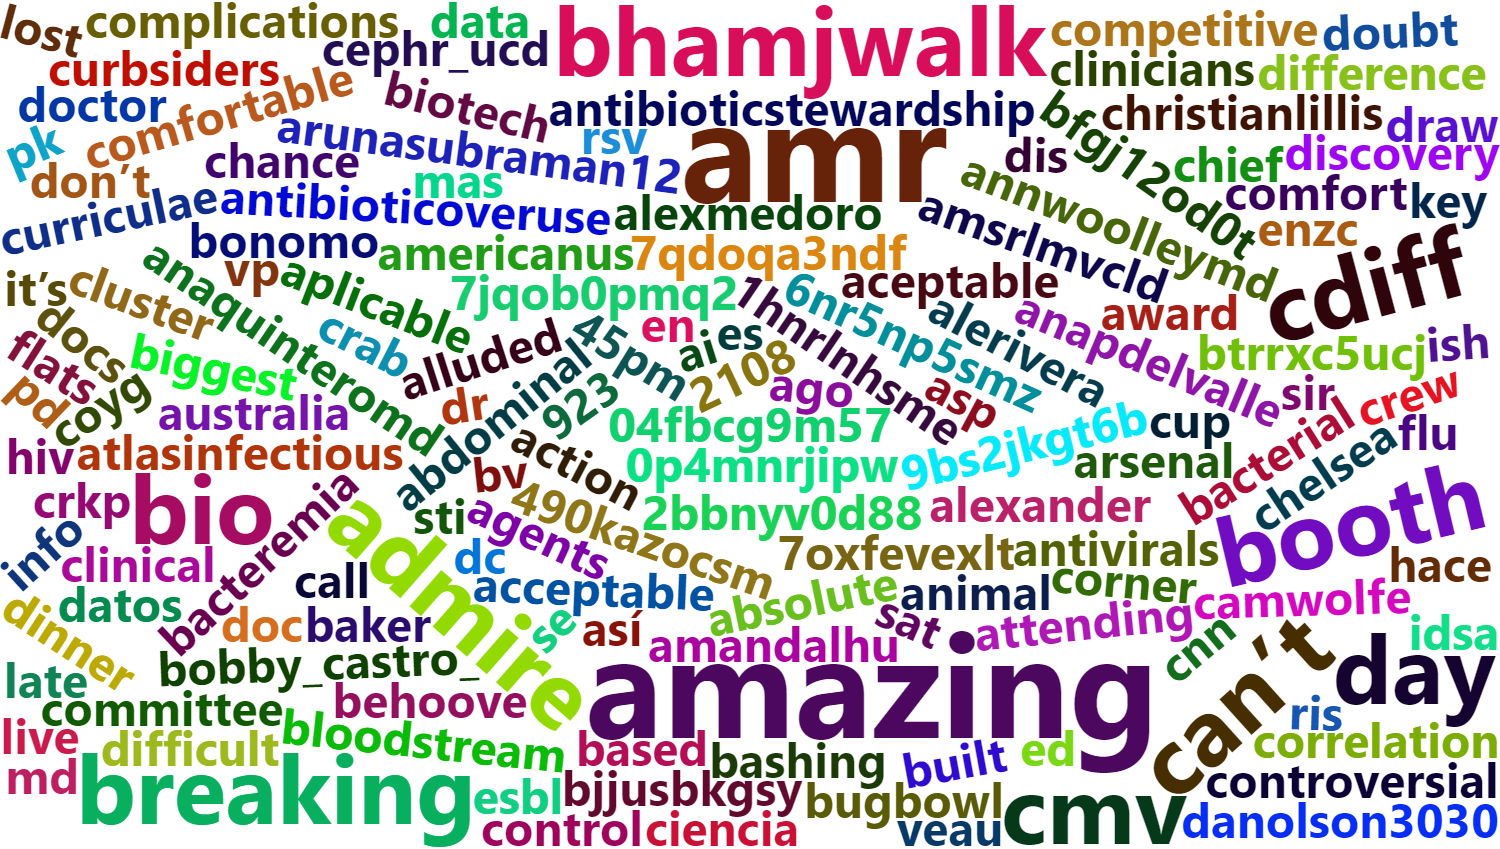 lost
complications
data
cephr_ucd
bhamjwalk
competitive
doubt
curbsiders
clinicians
difference
doctor
comfortable
biotech
antibioticstewardship
christianlillis
draw
pk
arunasubraman12
rsv
amr
bfgj12od0t
dis
chief
discovery
don’t
chance
mas
annwoolleymd
comfort
key
curriculae
antibioticoveruse
alexmedoro
amsrlmvcld
enzc
bonomo
americanus
7qdoqa3ndf
cdiff
it’s
cluster
anaquinteromd
vp
aplicable
7jqob0pmq2
1hnrlnhsme
6nr5np5smz
aceptable
alerivera
anapdelvalle
award
docs
flats
biggest
crab
alluded
45pm
en
ai
es
btrrxc5ucj
ish
pd
coyg
australia
dr
abdominal
923
2108
ago
asp
sir
crew
hiv
atlasinfectious
action
04fbcg9m57
9bs2jkgt6b
cup
bacterial
chelsea
flu
bv
0p4mnrjipw
arsenal
crkp
bio
bacteremia
admire
sti
agents
490kazocsm
2bbnyv0d88
alexander
booth
info
clinical
call
dc
7oxfevexlt
antivirals
hace
datos
acceptable
absolute
animal
corner
camwolfe
dinner
doc
baker
se
así
amandalhu
sat
attending
cnn
idsa
late
bobby_castro_
amazing
can’t
day
committee
behoove
ris
live
difficult
bloodstream
based
bashing
built
ed
correlation
md
breaking
esbl
bjjusbkgsy
bugbowl
cmv
controversial
control
ciencia
veau
danolson3030